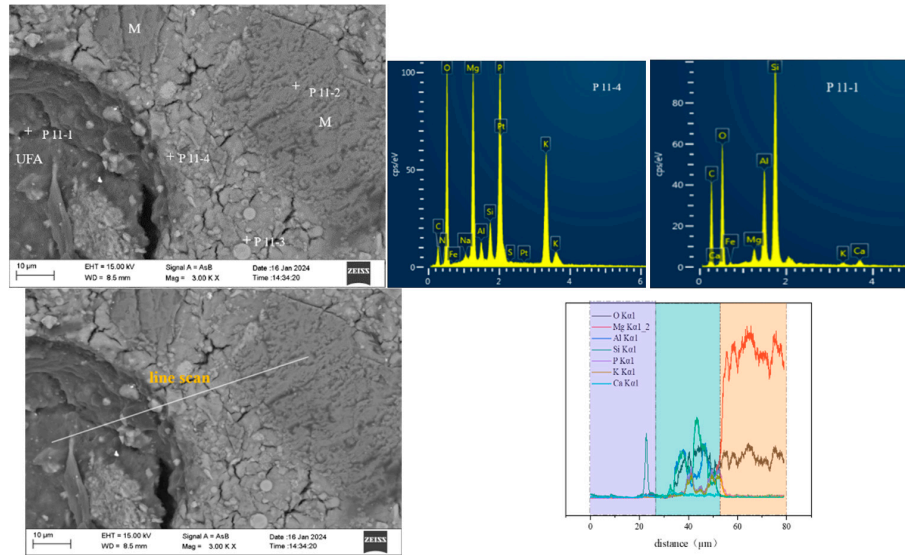 M
+ P 11-2
M
+ P 11-1
UFA
+ P 11-4
+ P 11-3
10 µm
EHT = 15.00 kV
WD = 8.5 mm
Signal A = AsB
Mag = 3.00 K X
Date :16 Jan 2024
Time :14:34:20
ZEISS
P 11-4
cps/eV
100
50
0
O
Mg
P
Pt
K
Si
C
N
Al
K
Fe
Na
S
Pt
0
2
4
6
P 11-1
cps/eV
80
60
40
20
0
Si
O
Al
C
Fe
Mg
Ca
K
Ca
0
2
4
line scan
10 µm
EHT = 15.00 kV
WD = 8.5 mm
Signal A = AsB
Mag = 3.00 K X
Date :16 Jan 2024
Time :14:34:20
ZEISS
O Kα1
Mg Kα1_2
Al Kα1
Si Kα1
P Kα1
K Kα1
Ca Kα1
0
20
40
60
80
distance（µm）